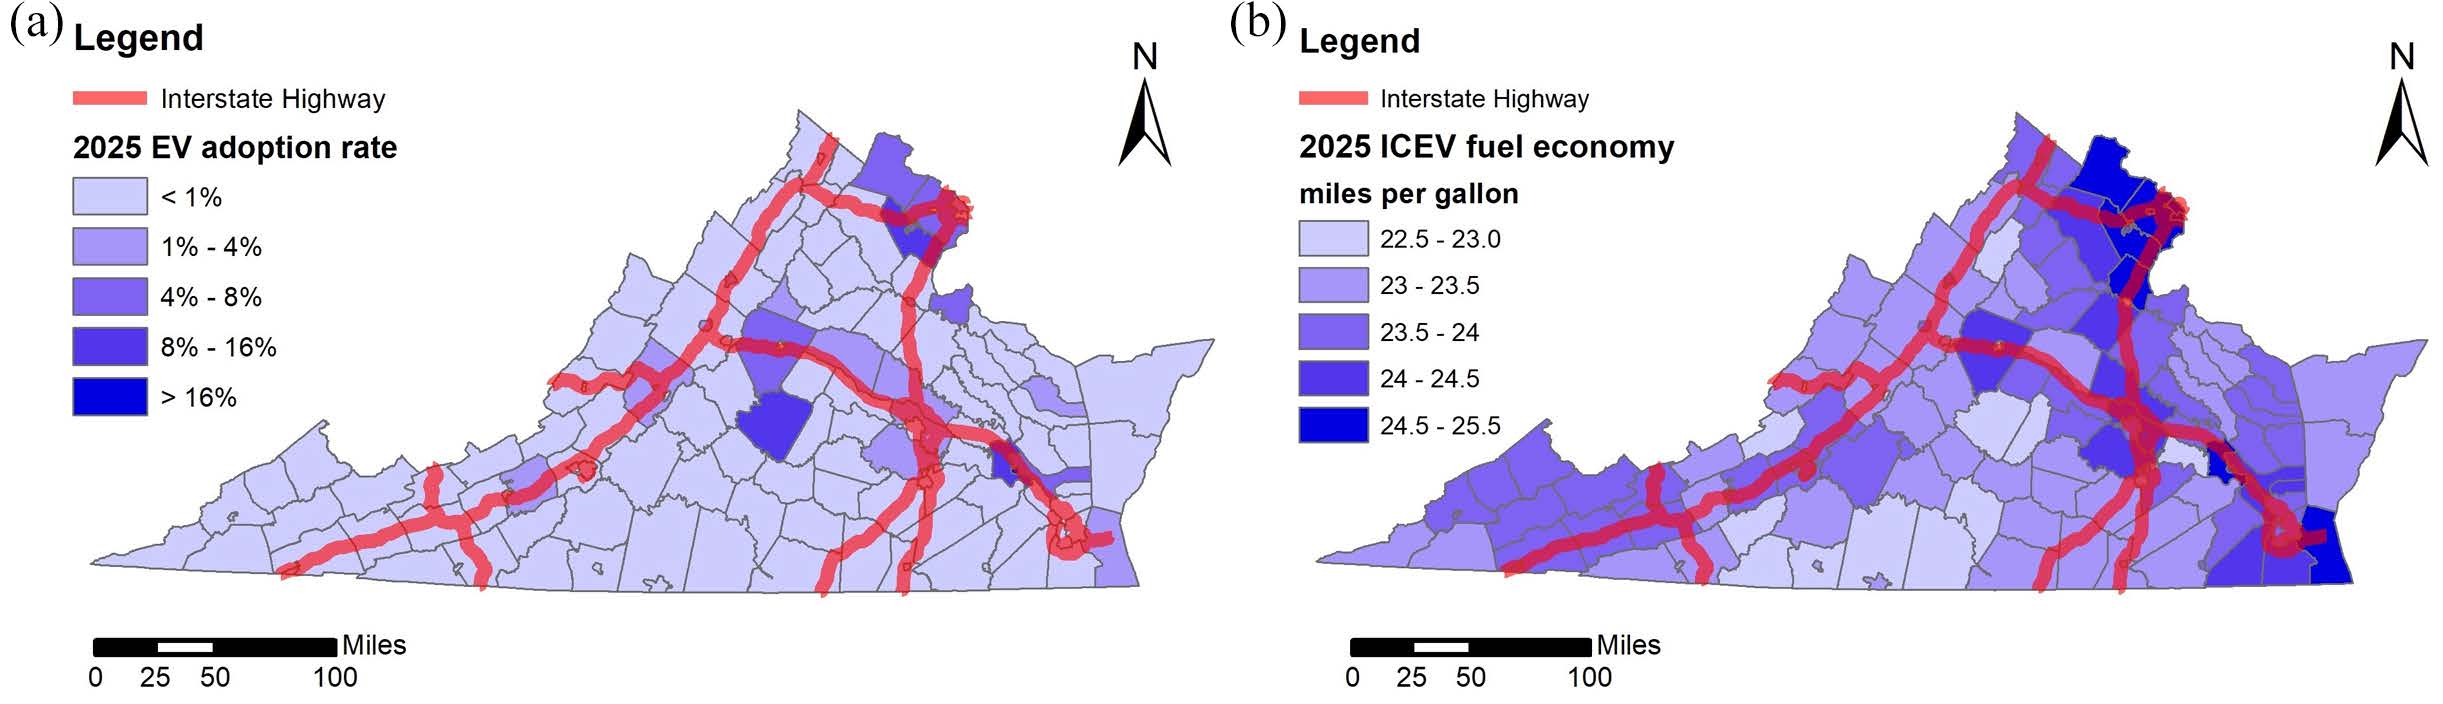 (a)
Legend
Interstate Highway
2025 EV adoption rate
< 1%
1% - 4%
4% - 8%
8% - 16%
> 16%
N
Miles
0 25 50 100
(b)
Legend
Interstate Highway
2025 ICEV fuel economy
miles per gallon
22.5 - 23.0
23 - 23.5
23.5 - 24
24 - 24.5
24.5 - 25.5
N
Miles
0 25 50 100